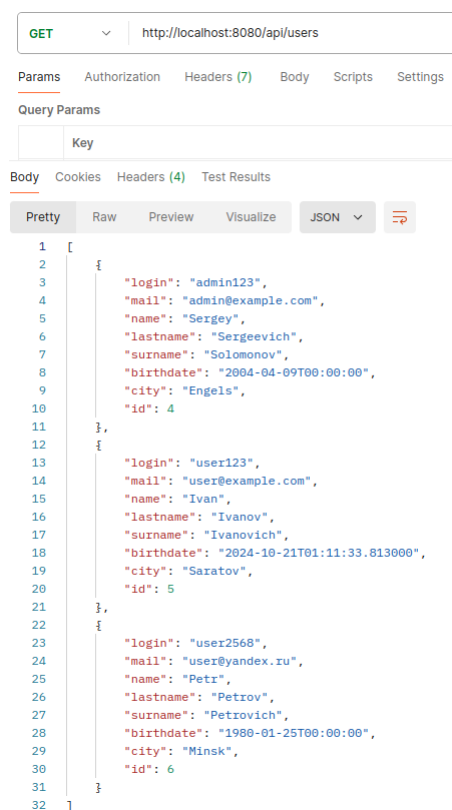 GET http://localhost:8080/api/users
Params Authorization Headers (7) Body Scripts Settings
Query Params
Key
Body Cookies Headers (4) Test Results
Pretty Raw Preview Visualize JSON
1 [
2 {
3 "login": "admin123",
4 "mail": "admin@example.com",
5 "name": "Sergey",
6 "lastname": "Sergeevich",
7 "surname": "Solomonov",
8 "birthdate": "2004-04-09T00:00:00",
9 "city": "Engels",
10 "id": 4
11 },
12 {
13 "login": "user123",
14 "mail": "user@example.com",
15 "name": "Ivan",
16 "lastname": "Ivanov",
17 "surname": "Ivanovich",
18 "birthdate": "2024-10-21T01:11:33.813000",
19 "city": "Saratov",
20 "id": 5
21 },
22 {
23 "login": "user2568",
24 "mail": "user@yandex.ru",
25 "name": "Petr",
26 "lastname": "Petrov",
27 "surname": "Petrovich",
28 "birthdate": "1980-01-25T00:00:00",
29 "city": "Minsk",
30 "id": 6
31 }
32 ]